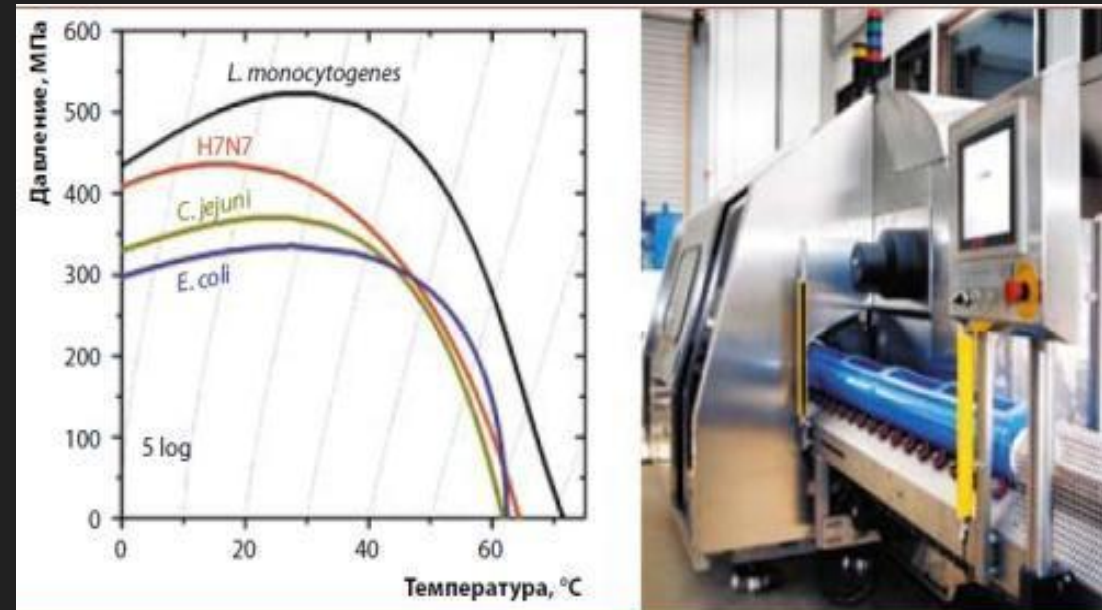 Давление, МПа
600
500
400
300
200
100
0
L. monocytogenes
H7N7
C. jejuni
E. coli
5 log
0
20
40
60
Температура, °C